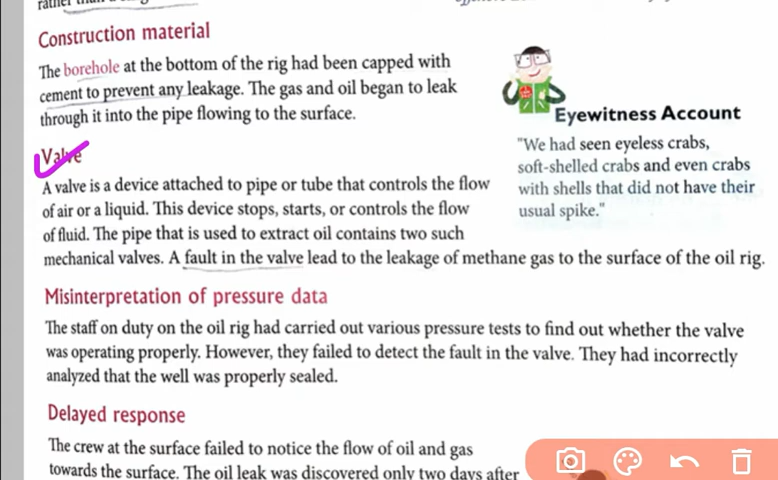 rather
Construction material
The borehole at the bottom of the rig had been capped with
cement to prevent any leakage. The gas and oil began to leak
through it into the pipe flowing to the surface.
Eyewitness Account
"We had seen eyeless crabs,
soft-shelled crabs and even crabs
with shells that did not have their
usual spike."
Valve
A valve is a device attached to pipe or tube that controls the flow
of air or a liquid. This device stops, starts, or controls the flow
of fluid. The pipe that is used to extract oil contains two such
mechanical valves. A fault in the valve lead to the leakage of methane gas to the surface of the oil rig.
Misinterpretation of pressure data
The staff on duty on the oil rig had carried out various pressure tests to find out whether the valve
was operating properly. However, they failed to detect the fault in the valve. They had incorrectly
analyzed that the well was properly sealed.
Delayed response
The crew at the surface failed to notice the flow of oil and gas
towards the surface. The oil leak was discovered only two days after